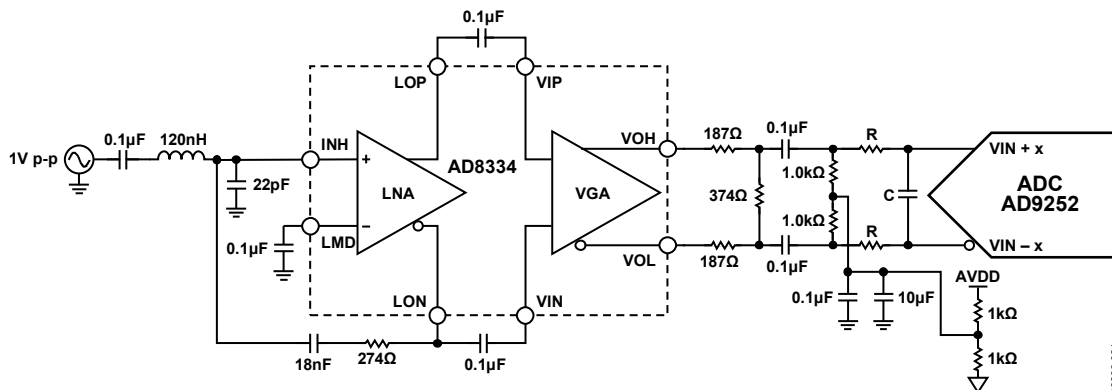 0.1µF
LOP
VIP
0.1µF
120nH
1V p-p
22pF
INH
+
LNA
–
LMD
0.1µF
AD8334
VGA
VOH
VOL
187Ω
0.1µF
R
374Ω
1.0kΩ
1.0kΩ
C
187Ω
0.1µF
R
VIN + x
ADC
AD9252
VIN – x
LON
VIN
18nF
274Ω
0.1µF
0.1µF
10µF
AVDD
1kΩ
1kΩ